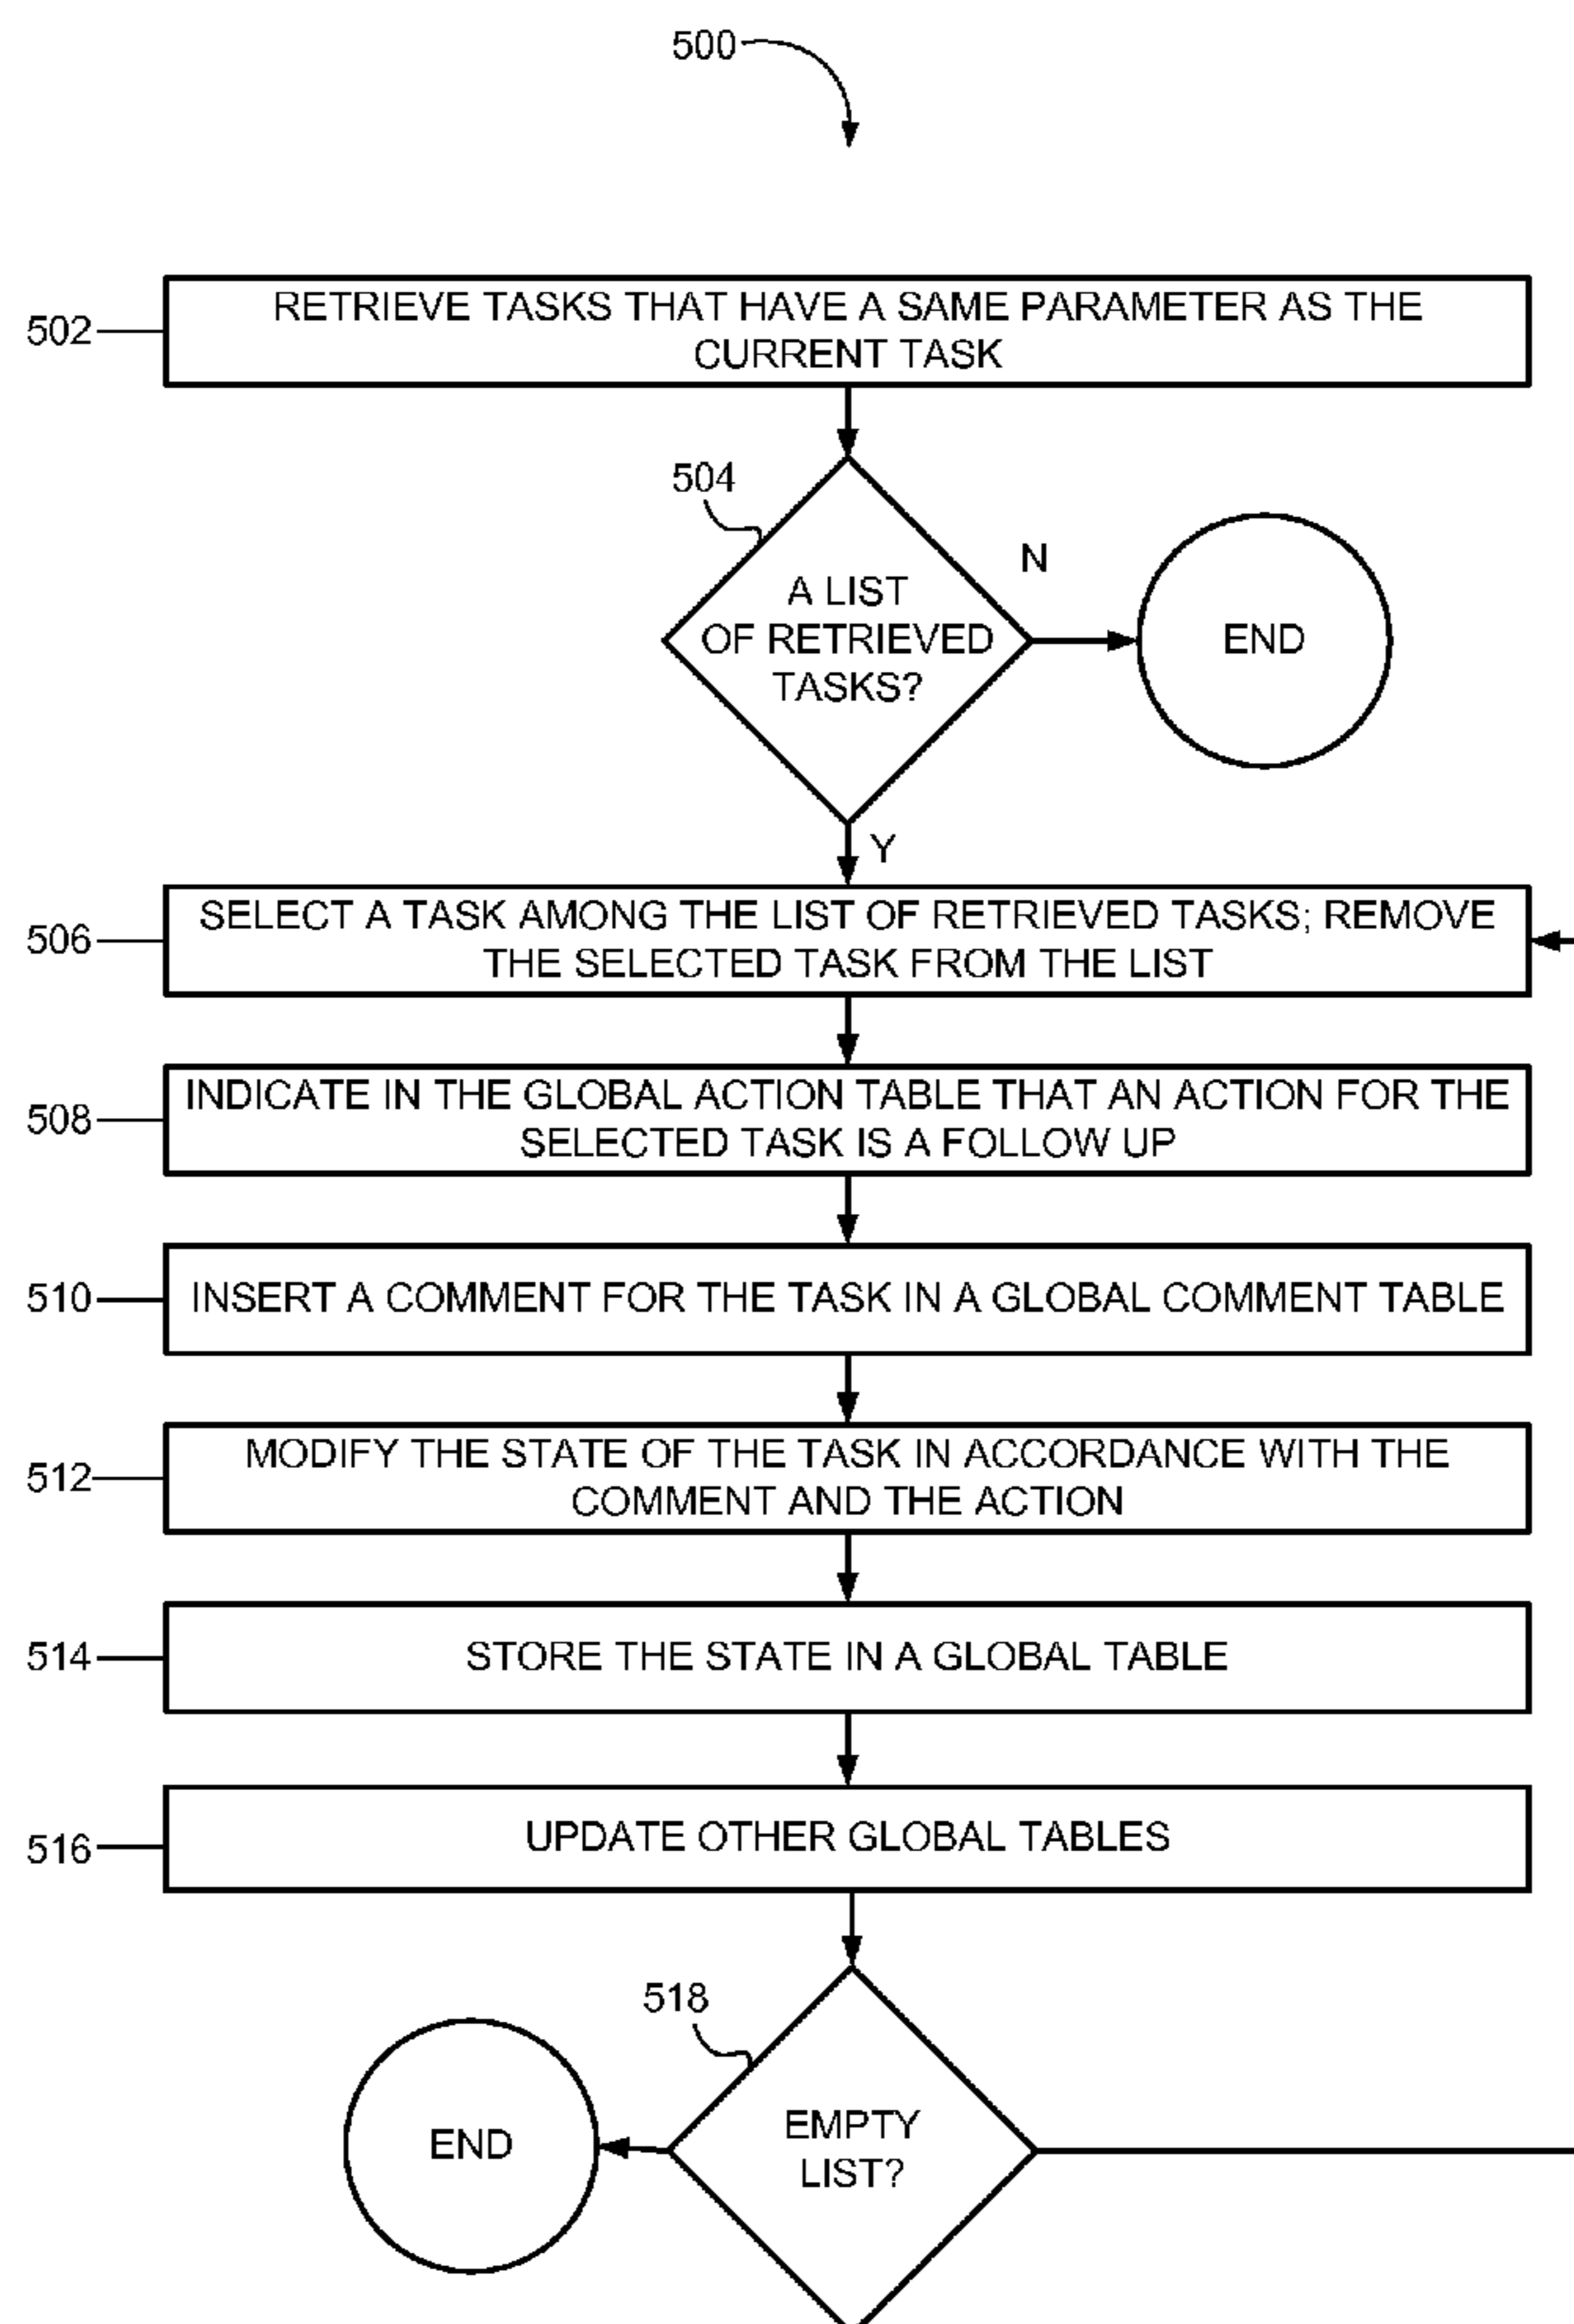 500
502
RETRIEVE TASKS THAT HAVE A SAME PARAMETER AS THE
CURRENT TASK
504
A LIST
OF RETRIEVED
TASKS?
N
END
Y
506
SELECT A TASK AMONG THE LIST OF RETRIEVED TASKS; REMOVE
THE SELECTED TASK FROM THE LIST
508
INDICATE IN THE GLOBAL ACTION TABLE THAT AN ACTION FOR THE
SELECTED TASK IS A FOLLOW UP
510
INSERT A COMMENT FOR THE TASK IN A GLOBAL COMMENT TABLE
512
MODIFY THE STATE OF THE TASK IN ACCORDANCE WITH THE
COMMENT AND THE ACTION
514
STORE THE STATE IN A GLOBAL TABLE
516
UPDATE OTHER GLOBAL TABLES
518
END
EMPTY
LIST?